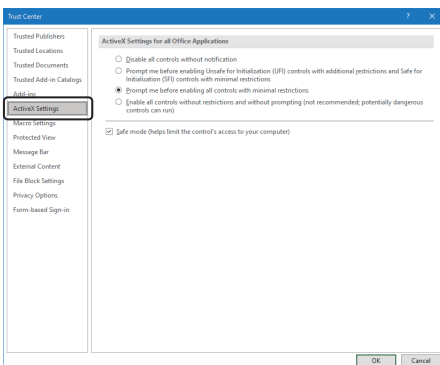 Trust Center
?
Trusted Publishers
Trusted Locations
Trusted Documents
Trusted Add-in Catalogs
Add-ins
ActiveX Settings
Macro Settings
Protected View
Message Bar
External Content
File Block Settings
Privacy Options
Form-based Sign-in
ActiveX Settings for all Office Applications
Disable all controls without notification
Prompt me before enabling Unsafe for Initialization (UFI) controls with additional restrictions and Safe for
Initialization (SFI) controls with minimal restrictions
Prompt me before enabling all controls with minimal restrictions
Enable all controls without restrictions and without prompting (not recommended; potentially dangerous
controls can run)
Safe mode (helps limit the control's access to your computer)
OK
Cancel